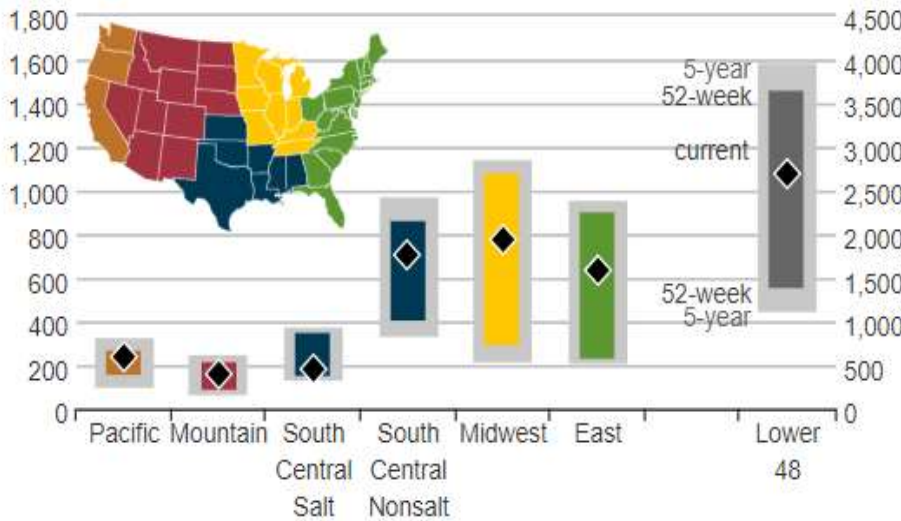 1,800
4,500
1,600
5-year
4,000
52-week
1,400
3,500
1,200
current
3,000
1,000
2,500
800
2,000
600
52-week
1,500
400
5-year
1,000
200
500
0
0
Pacific
Mountain
South
Central
Salt
South
Central
Nonsalt
Midwest
East
Lower
48